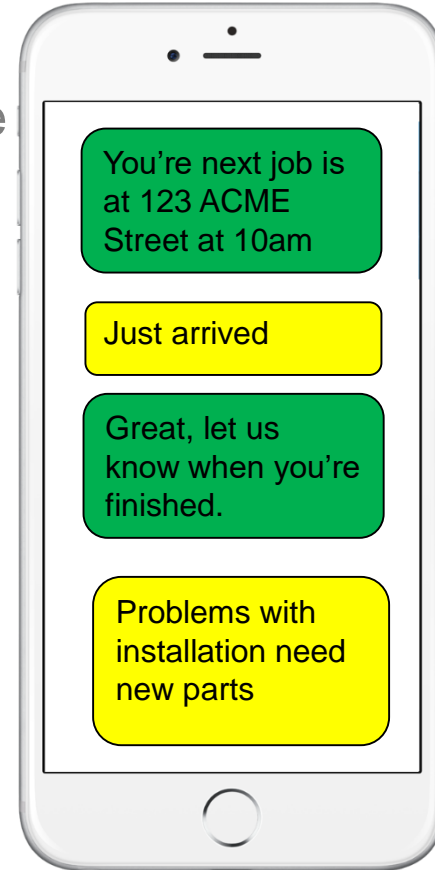 e
You're next job is
at 123 ACME
Street at 10am
Just arrived
Great, let us
know when you're
finished.
Problems with
installation need
new parts